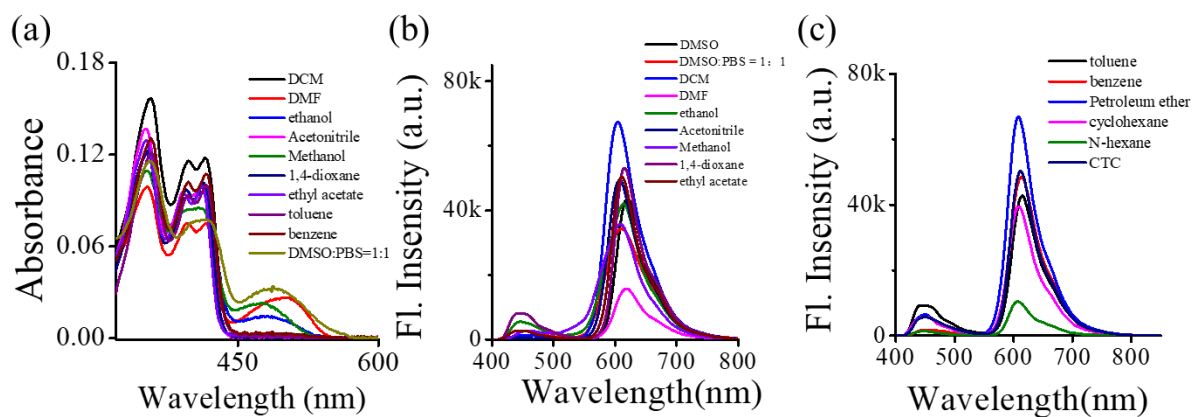 (a)
Absorbance
0.18
0.12
0.06
0.00
450
600
Wavelength (nm)
DCM
DMF
ethanol
Acetonitrile
Methanol
1,4-dioxane
ethyl acetate
toluene
benzene
DMSO:PBS=1:1
(b)
Fl. Insensity (a.u.)
80k
40k
0
400
500
600
700
800
Wavelength(nm)
DMSO
DMSO:PBS = 1：1
DCM
DMF
ethanol
Acetonitrile
Methanol
1,4-dioxane
ethyl acetate
(c)
Fl. Insensity (a.u.)
80k
40k
0
400
500
600
700
800
Wavelength(nm)
toluene
benzene
Petroleum ether
cyclohexane
N-hexane
CTC